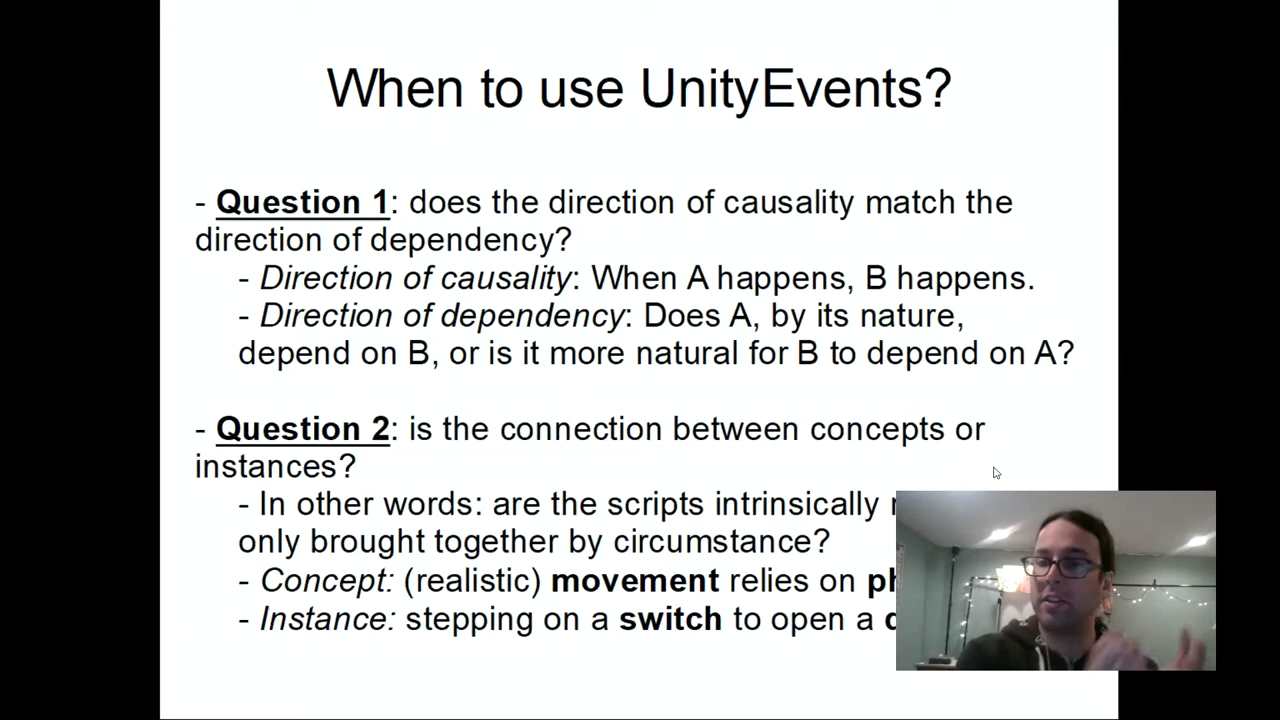 When to use UnityEvents?
- Question 1: does the direction of causality match the
direction of dependency?
- Direction of causality: When A happens, B happens.
- Direction of dependency: Does A, by its nature,
depend on B, or is it more natural for B to depend on A?
- Question 2: is the connection between concepts or
instances?
- In other words: are the scripts intrinsically
only brought together by circumstance?
- Concept: (realistic) movement relies on
- Instance: stepping on a switch to open a